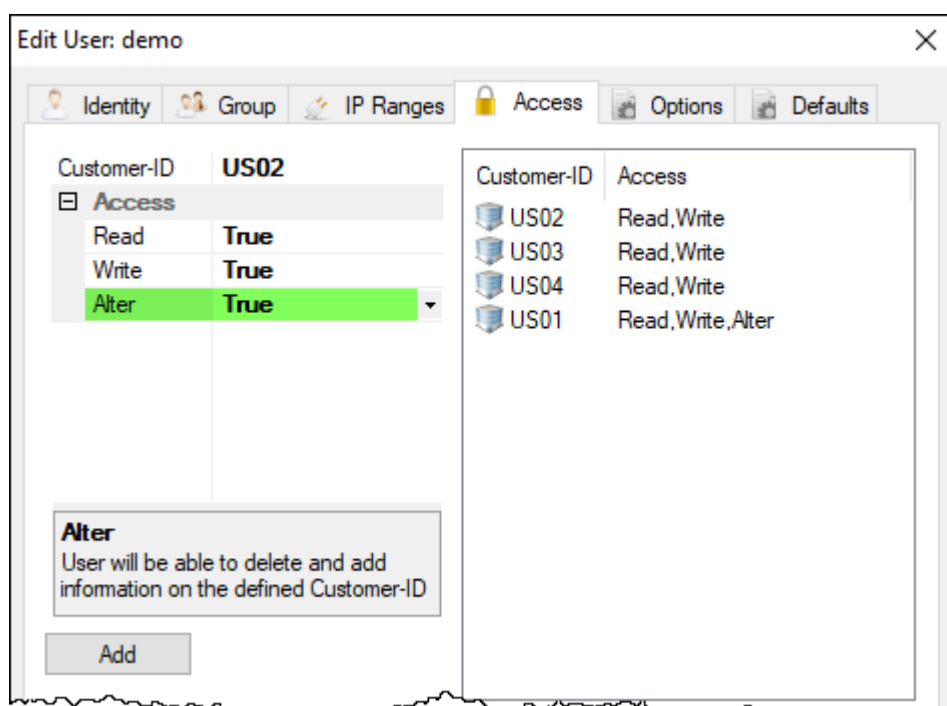 Edit User: demo
Identity Group IP Ranges Access Options Defaults
Customer-ID US02
Access
Read True
Write True
Alter True
Alter
User will be able to delete and add
information on the defined Customer-ID
Add
Customer-ID Access
US02 Read,Write
US03 Read,Write
US04 Read,Write
US01 Read,Write,Alter